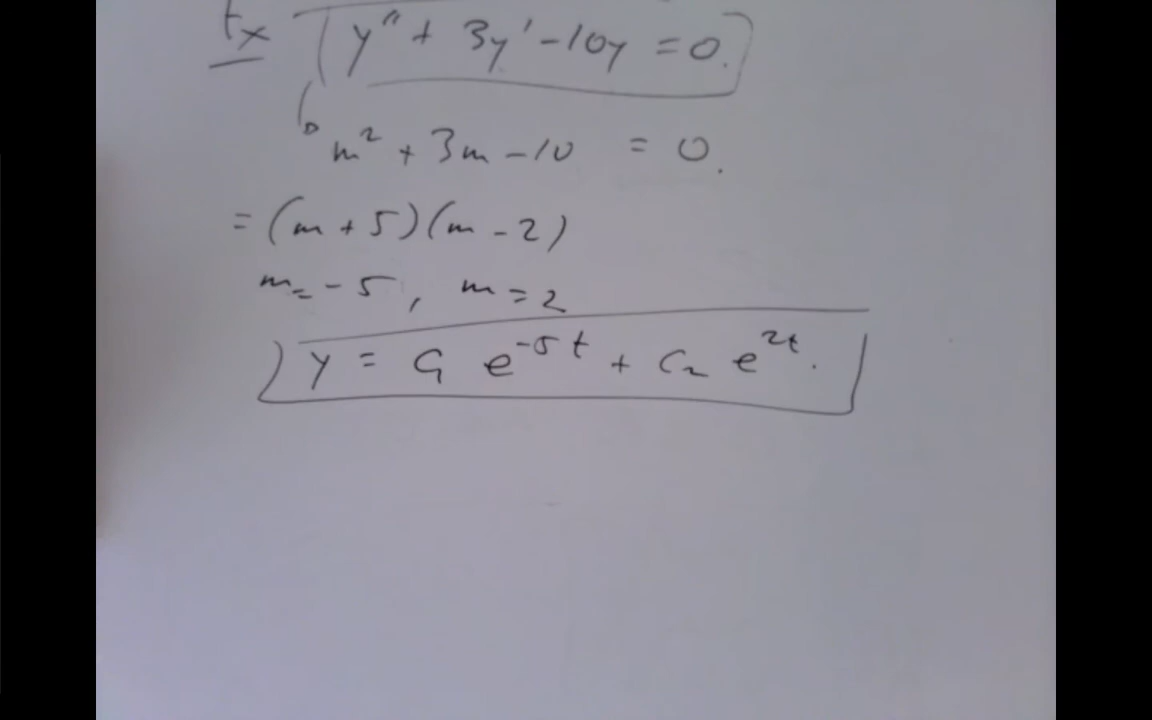 Ex y'' + 3y' - 10y = 0.
m² + 3m - 10 = 0.
= (m + 5)(m - 2)
m = -5, m = 2
y = C₁ e^{-5t} + C₂ e^{2t}.